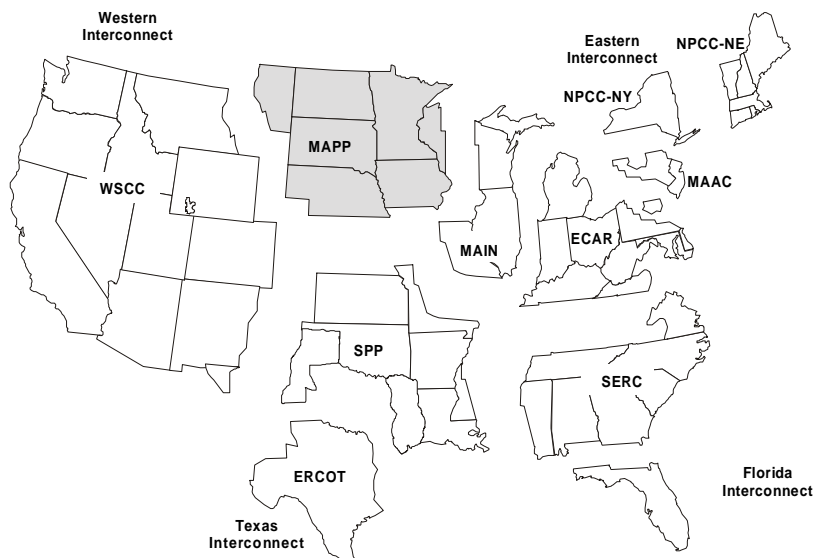 Western
Interconnect
Eastern
Interconnect
NPCC-NE
NPCC-NY
MAPP
WSCC
MAAC
MAIN
ECAR
SPP
SERC
ERCOT
Florida
Interconnect
Texas
Interconnect